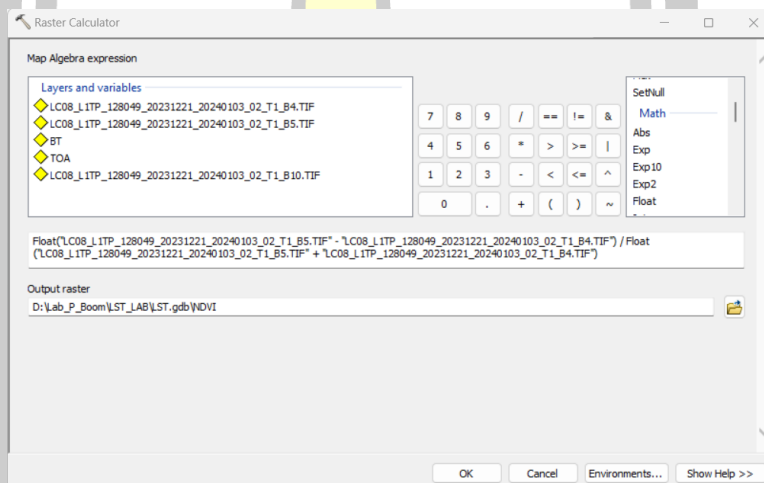 Raster Calculator
Map Algebra expression
Layers and variables
LC08_L1TP_128049_20231221_20240103_02_T1_B4.TIF
LC08_L1TP_128049_20231221_20240103_02_T1_B5.TIF
BT
TOA
LC08_L1TP_128049_20231221_20240103_02_T1_B10.TIF
7 8 9 / == != &
4 5 6 * > >= |
1 2 3 - < <= ^
0 . + ( ) ~
SetNull
Math
Abs
Exp
Exp10
Exp2
Float
Float("LC08_L1TP_128049_20231221_20240103_02_T1_B5.TIF" - "LC08_L1TP_128049_20231221_20240103_02_T1_B4.TIF") / Float
("LC08_L1TP_128049_20231221_20240103_02_T1_B5.TIF" + "LC08_L1TP_128049_20231221_20240103_02_T1_B4.TIF")
Output raster
D:\Lab_P_Boom\LST_LAB\LST.gdb\NDVI
OK Cancel Environments... Show Help >>